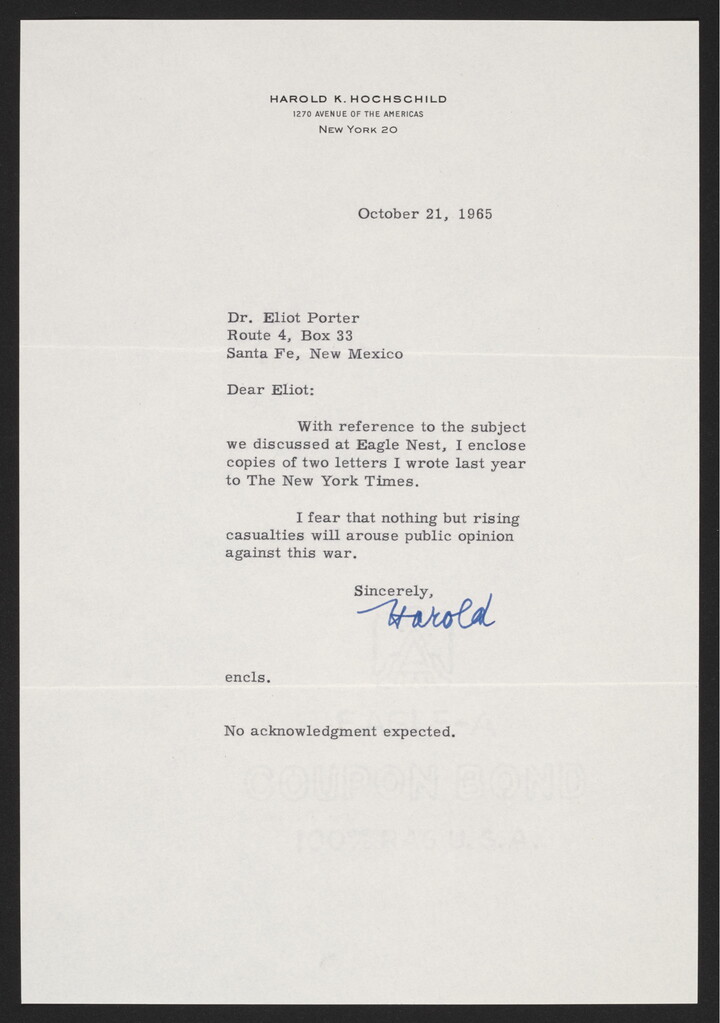 HAROLD K. HOCHSCHILD
1270 AVENUE OF THE AMERICAS
NEW YORK 20
October 21, 1965
Dr. Eliot Porter
Route 4, Box 33
Santa Fe, New Mexico
Dear Eliot:
With reference to the subject
we discussed at Eagle Nest, I enclose
copies of two letters I wrote last year
to The New York Times.
I fear that nothing but rising
casualties will arouse public opinion
against this war.
Sincerely,
Harold
encls.
No acknowledgment expected.
COUPON BOND
U.S.A.